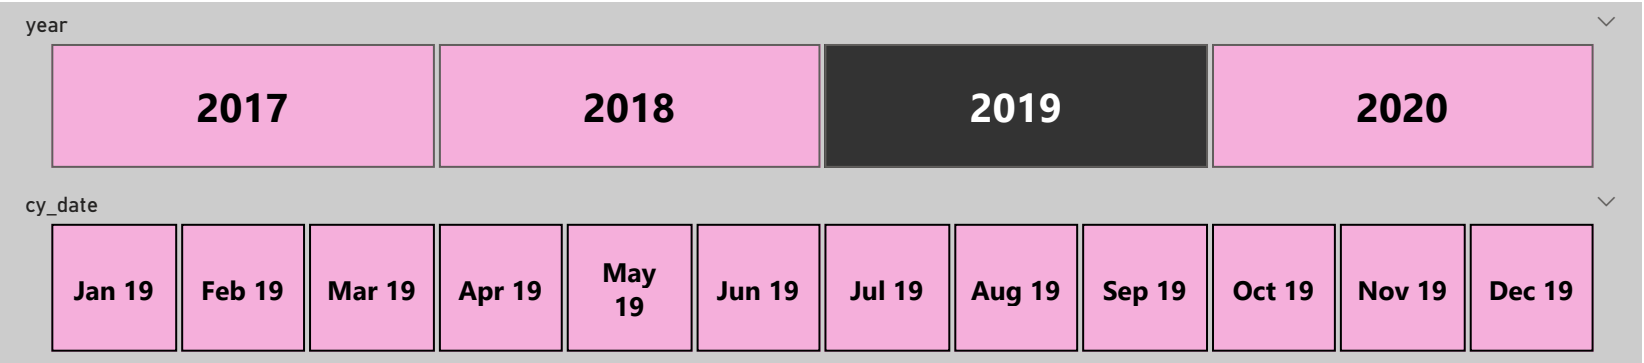 year
2017 2018 2019 2020
cy_date
Jan 19 Feb 19 Mar 19 Apr 19 May 19 Jun 19 Jul 19 Aug 19 Sep 19 Oct 19 Nov 19 Dec 19